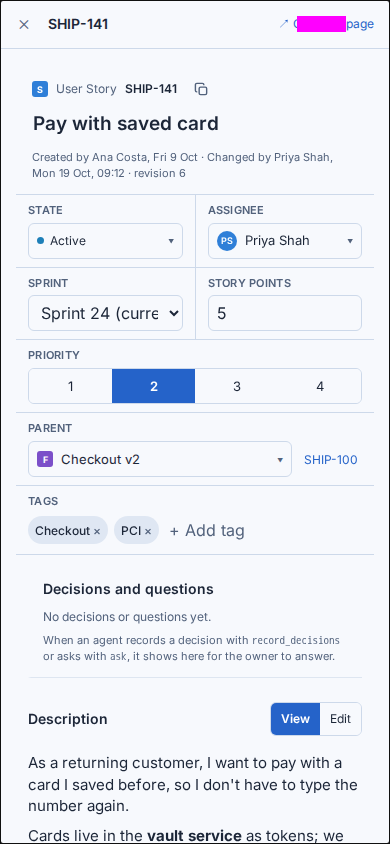 × SHIP-141 ↗ page
S User Story SHIP-141
Pay with saved card
Created by Ana Costa, Fri 9 Oct · Changed by Priya Shah,
Mon 19 Oct, 09:12 · revision 6
STATE ASSIGNEE
Active PS Priya Shah
SPRINT STORY POINTS
Sprint 24 (curre 5
PRIORITY
1 2 3 4
PARENT
F Checkout v2 SHIP-100
TAGS
Checkout × PCI × + Add tag
Decisions and questions
No decisions or questions yet.
When an agent records a decision with record_decisions
or asks with ask, it shows here for the owner to answer.
Description View Edit
As a returning customer, I want to pay with a
card I saved before, so I don't have to type the
number again.
Cards live in the vault service as tokens; we